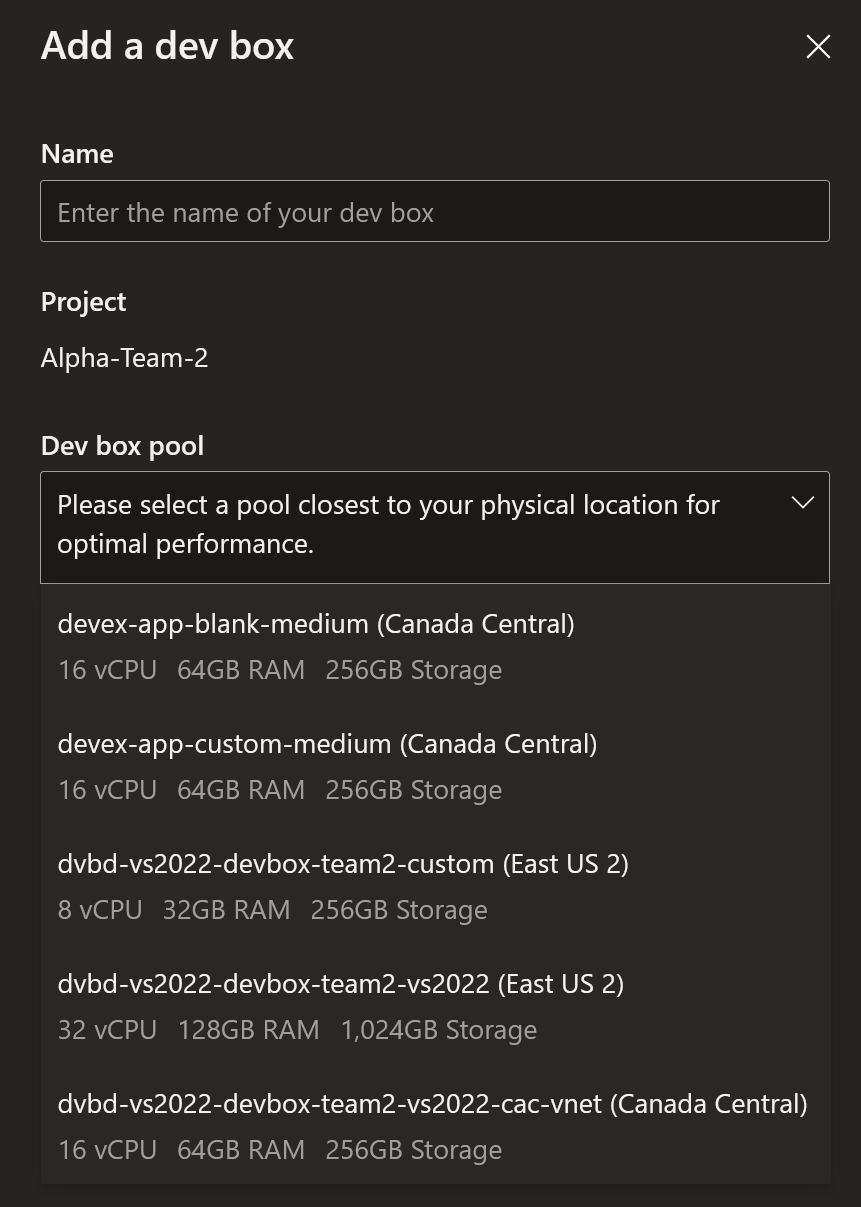 Add a dev box
Name
Enter the name of your dev box
Project
Alpha-Team-2
Dev box pool
Please select a pool closest to your physical location for
optimal performance.
devex-app-blank-medium (Canada Central)
16 vCPU 64GB RAM 256GB Storage
devex-app-custom-medium (Canada Central)
16 vCPU 64GB RAM 256GB Storage
dvbd-vs2022-devbox-team2-custom (East US 2)
8 vCPU 32GB RAM 256GB Storage
dvbd-vs2022-devbox-team2-vs2022 (East US 2)
32 vCPU 128GB RAM 1,024GB Storage
dvbd-vs2022-devbox-team2-vs2022-cac-vnet (Canada Central)
16 vCPU 64GB RAM 256GB Storage